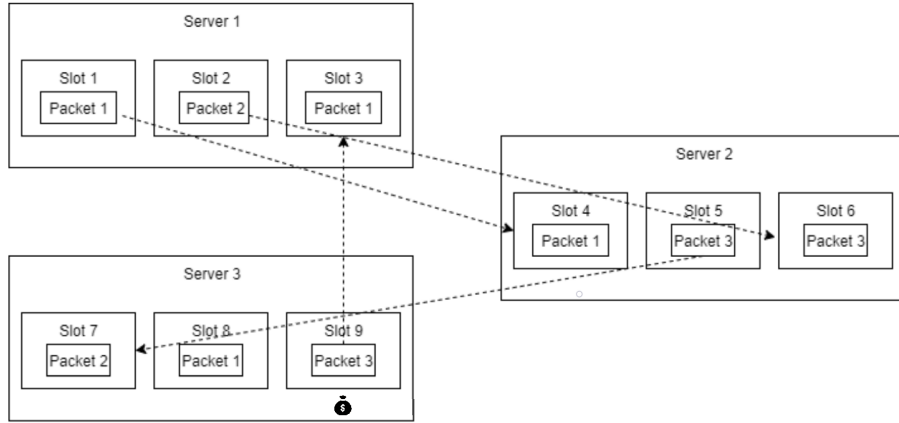 Server 1
Slot 1
Packet 1
Slot 2
Packet 2
Slot 3
Packet 1
Server 2
Slot 4
Packet 1
Slot 5
Packet 3
Slot 6
Packet 3
Server 3
Slot 7
Packet 2
Slot 8
Packet 1
Slot 9
Packet 3
$